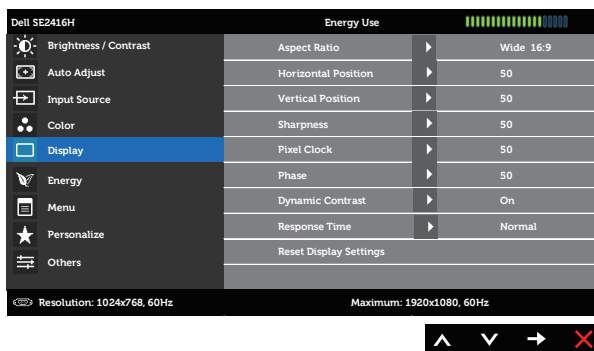 Dell SE2416H Energy Use
Brightness / Contrast Aspect Ratio Wide 16:9
Auto Adjust Horizontal Position 50
Input Source Vertical Position 50
Color Sharpness 50
Display Pixel Clock 50
Energy Phase 50
Menu Dynamic Contrast On
Personalize Response Time Normal
Others Reset Display Settings
Resolution: 1024x768, 60Hz Maximum: 1920x1080, 60Hz